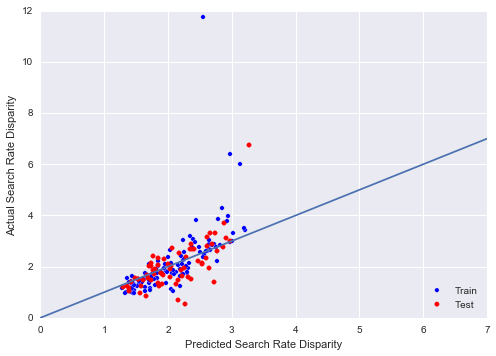 12
10
8
6
4
2
0
Actual Search Rate Disparity
Train
Test
0 1 2 3 4 5 6 7
Predicted Search Rate Disparity